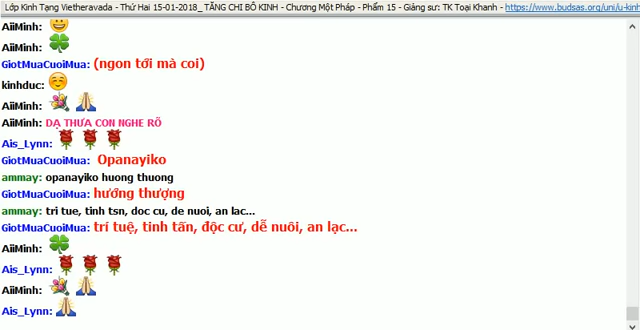 Lớp Kinh Tạng Vietheravada - Thứ Hai 15-01-2018_ TĂNG CHI BÔ KINH - Chương Một Pháp - Phẩm 15 - Giảng sư: TK Toại Khanh - https://www.budsas.org/uni/u-kinh
AiiMinh:
AiiMinh:
GiotMuaCuoiMua: (ngon tới mà coi)
kinhduc:
AiiMinh:
AiiMinh: DẠ THƯA CON NGHE RÕ
Ais_Lynn:
GiotMuaCuoiMua: Opanayiko
ammay: opanayiko huong thuong
GiotMuaCuoiMua: hướng thượng
ammay: tri tue, tinh tsn, doc cu, de nuoi, an lac...
GiotMuaCuoiMua: trí tuệ, tinh tấn, độc cư, dễ nuôi, an lạc...
AiiMinh:
Ais_Lynn:
AiiMinh:
Ais_Lynn: